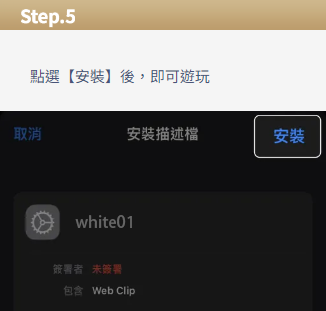 Step.5
點選【安裝】後，即可遊玩
取消 安裝描述檔 安裝
white01
簽署者 未簽署
包含 Web Clip